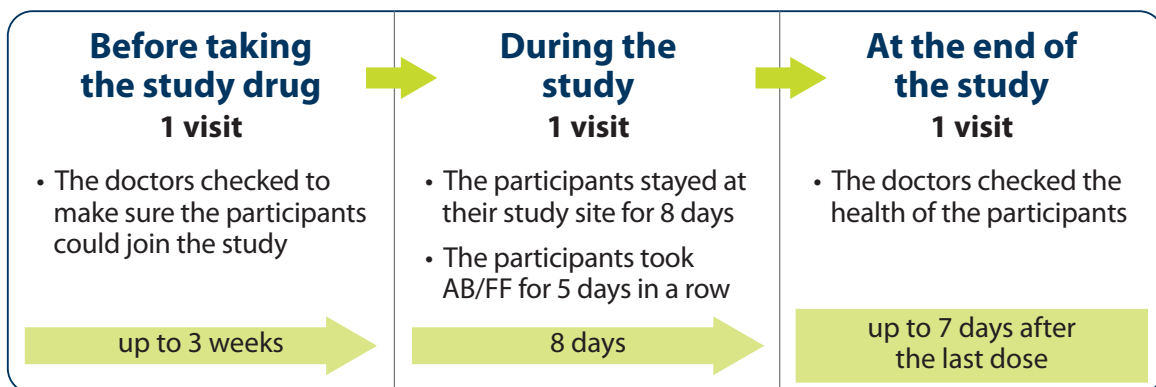 Before taking
the study drug
1 visit
• The doctors checked to
make sure the participants
could join the study
up to 3 weeks
During the
study
1 visit
• The participants stayed at
their study site for 8 days
• The participants took
AB/FF for 5 days in a row
8 days
At the end of
the study
1 visit
• The doctors checked the
health of the participants
up to 7 days after
the last dose